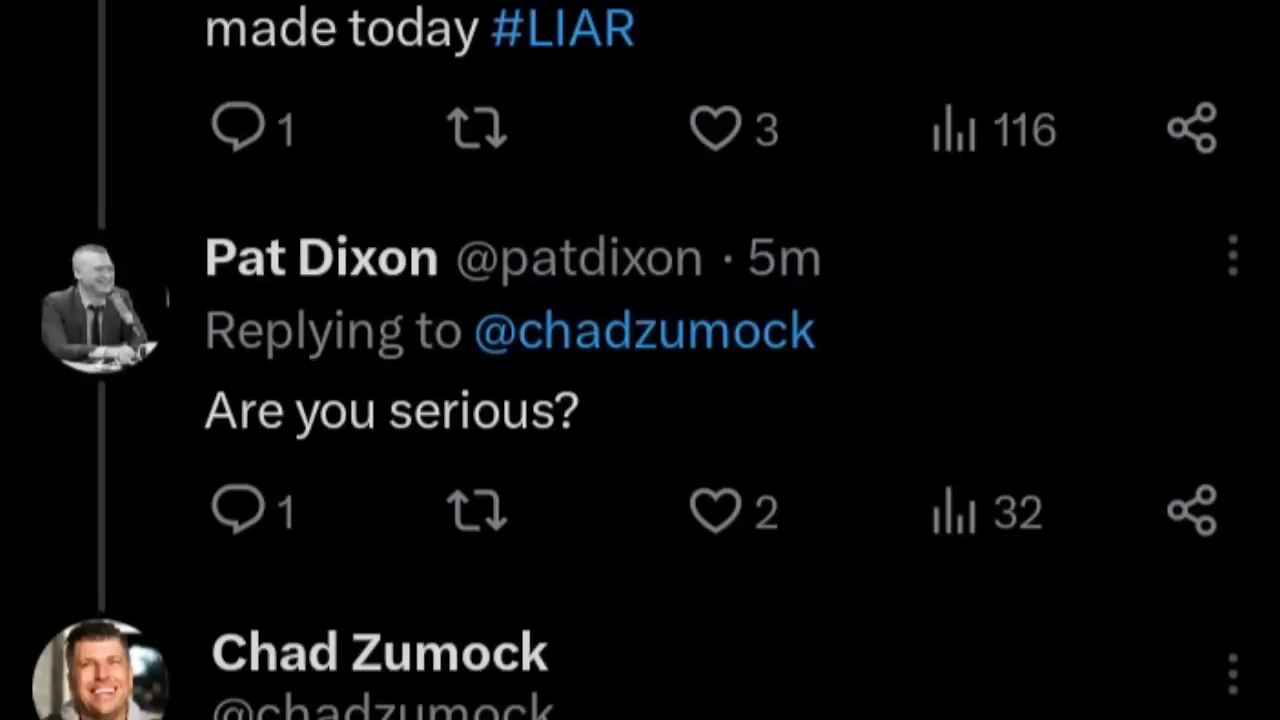 made today #LIAR
1 3 116
Pat Dixon @patdixon · 5m
Replying to @chadzumock
Are you serious?
1 2 32
Chad Zumock
@chadzumock